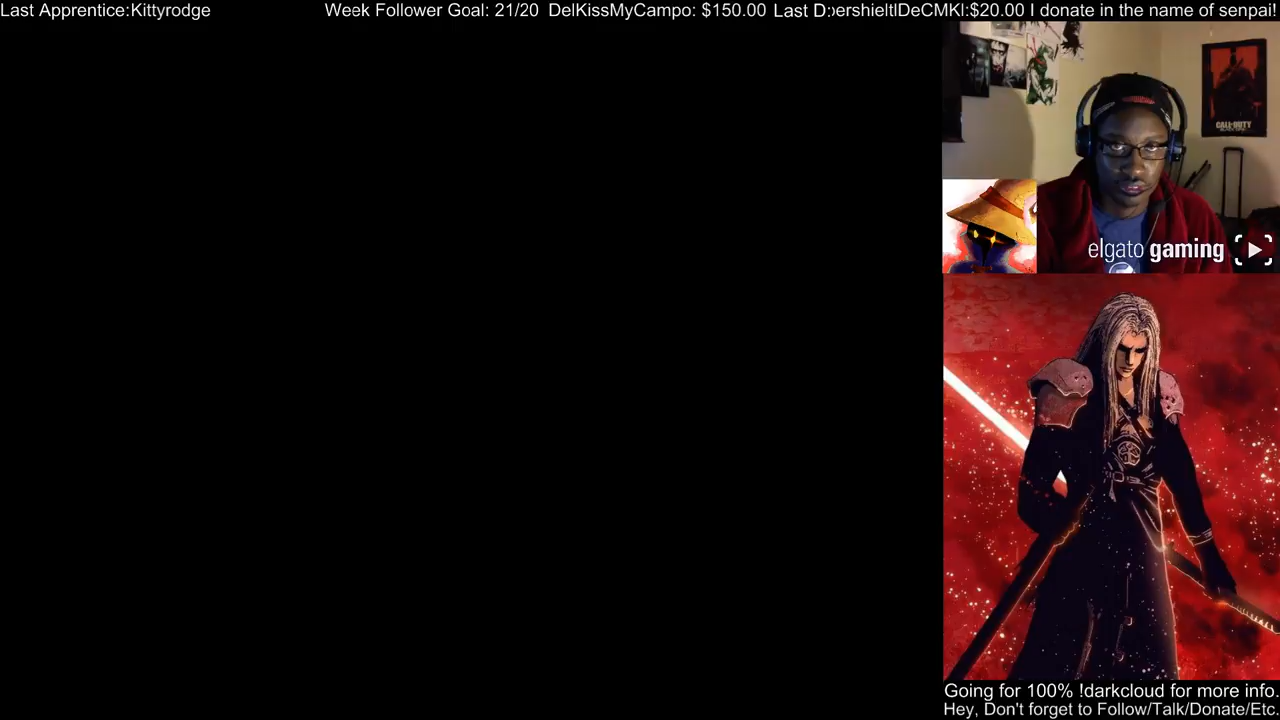 Last Apprentice:Kittyrodge
Week Follower Goal: 21/20
DelKissMyCampo: $150.00
Last D:pershieltlDeCMKl:$20.00 I donate in the name of senpai!
CALL·DUTY
elgato gaming
Going for 100% !darkcloud for more info.
Hey, Don't forget to Follow/Talk/Donate/Etc.